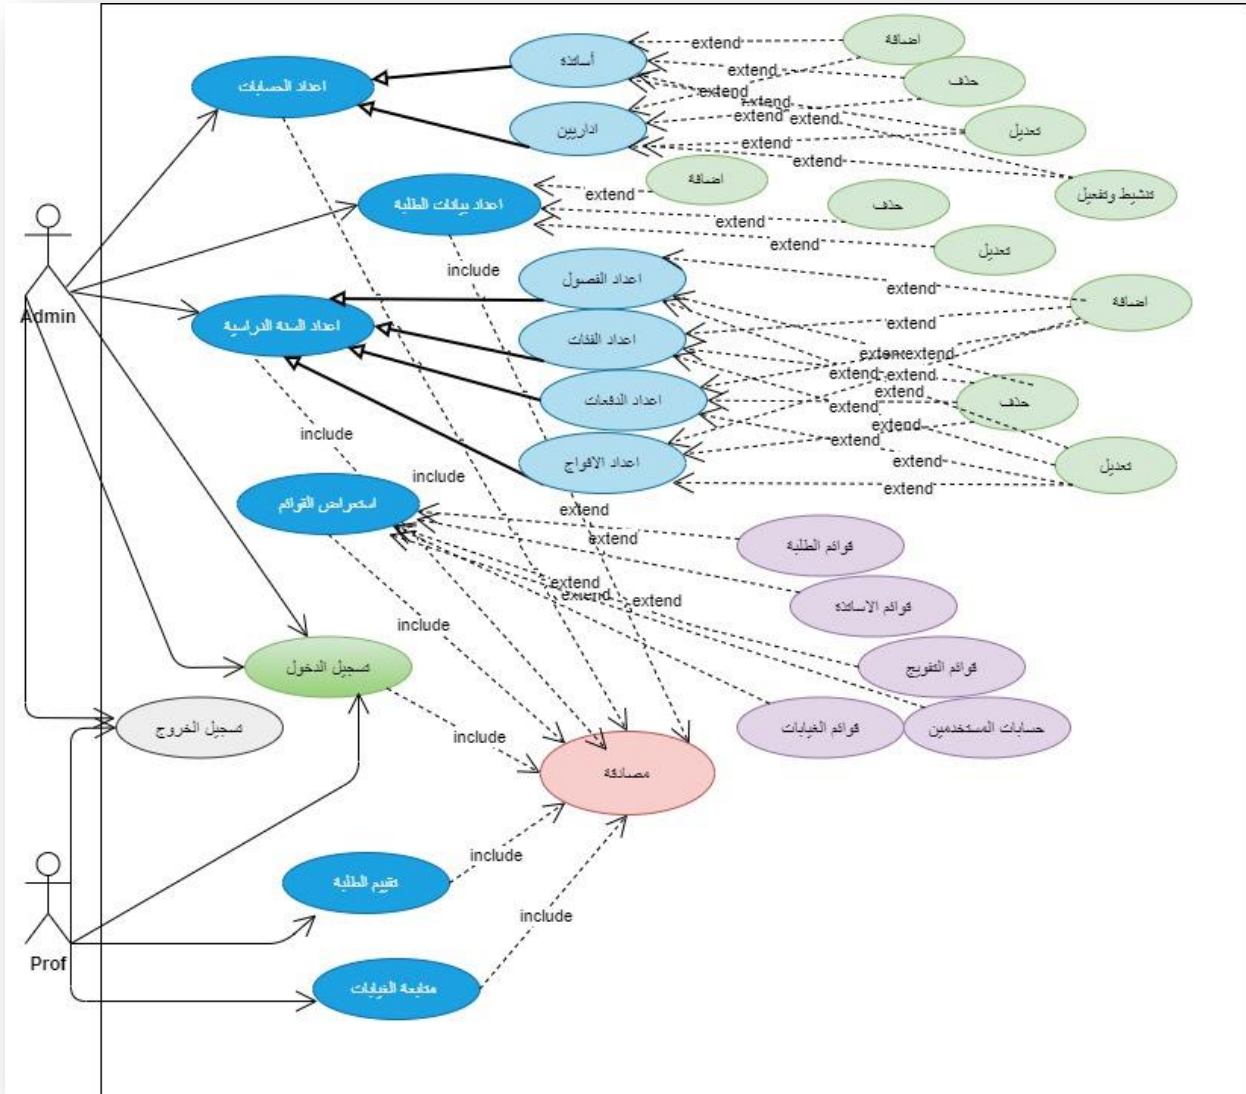 اضافة
extend
أساتذة
extend
حذف
اعداد الحسابات
extend
extend
extend
extend
اداريين
تعديل
extend
اضافة
extend
حذف
تنشيط وتفعيل
اعداد بيانات الطلبة
extend
تعديل
include
اعداد الفصول
extend
اضافة
Admin
اعداد السنة الدراسية
اعداد الفئات
extend
extend
extend
extend
extend
extend
اعداد الدفعات
extend
extend
حذف
include
extend
اعداد الافواج
extend
تعديل
include
extend
استعراض القوائم
extend
extend
قوائم الطلبة
extend
extend
extend
قوائم الاساتذة
include
تسجيل الدخول
قوائم التفويج
تسجيل الخروج
include
قوائم الغيابات
حسابات المستخدمين
مصادقة
include
تقييم الطلبة
include
Prof
متابعة الغيابات